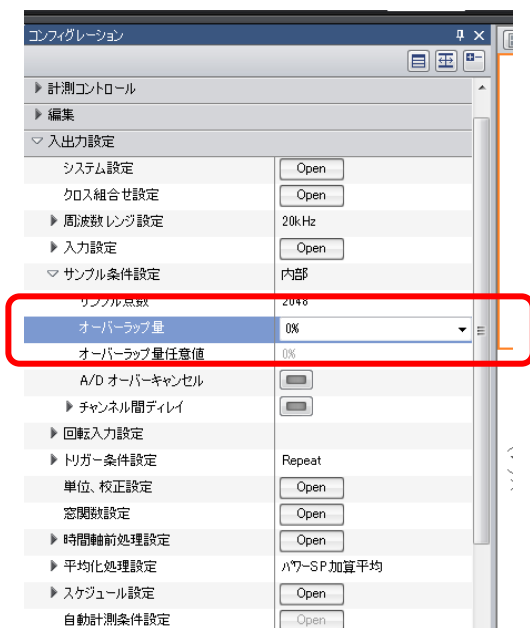 コンフィグレーション
計測コントロール
編集
入出力設定
システム設定 Open
クロス組合せ設定 Open
周波数レンジ設定 20kHz
入力設定 Open
サンプル条件設定 内部
サンプル点数 2048
オーバーラップ量 0%
オーバーラップ量任意値 0%
A/D オーバーキャンセル
チャンネル間ディレイ
回転入力設定
トリガー条件設定 Repeat
単位、校正設定 Open
窓関数設定 Open
時間軸前処理設定 Open
平均化処理設定 パワーSP加算平均
スケジュール設定 Open
自動計測条件設定 Open